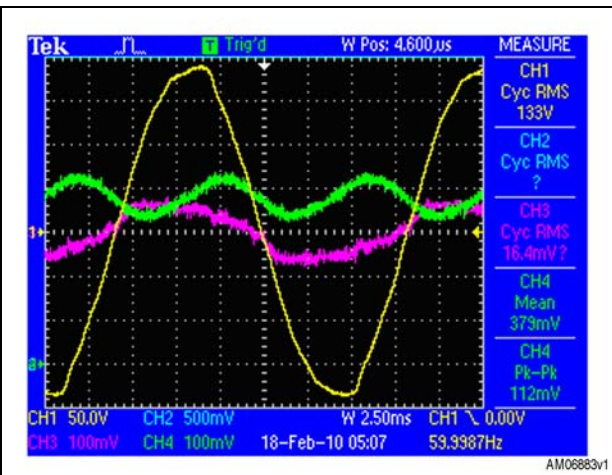 Tek T Trig'd W Pos: 4.600µs MEASURE
CH1
Cyc RMS
133V
CH2
Cyc RMS
?
CH3
Cyc RMS
16.4mV?
CH4
Mean
379mV
CH4
Pk-Pk
112mV
1
CH1 50.0V CH2 500mV W 2.50ms CH1 0.00V
CH3 100mV CH4 100mV 18-Feb-10 05:07 59.9987Hz
AM06883v1